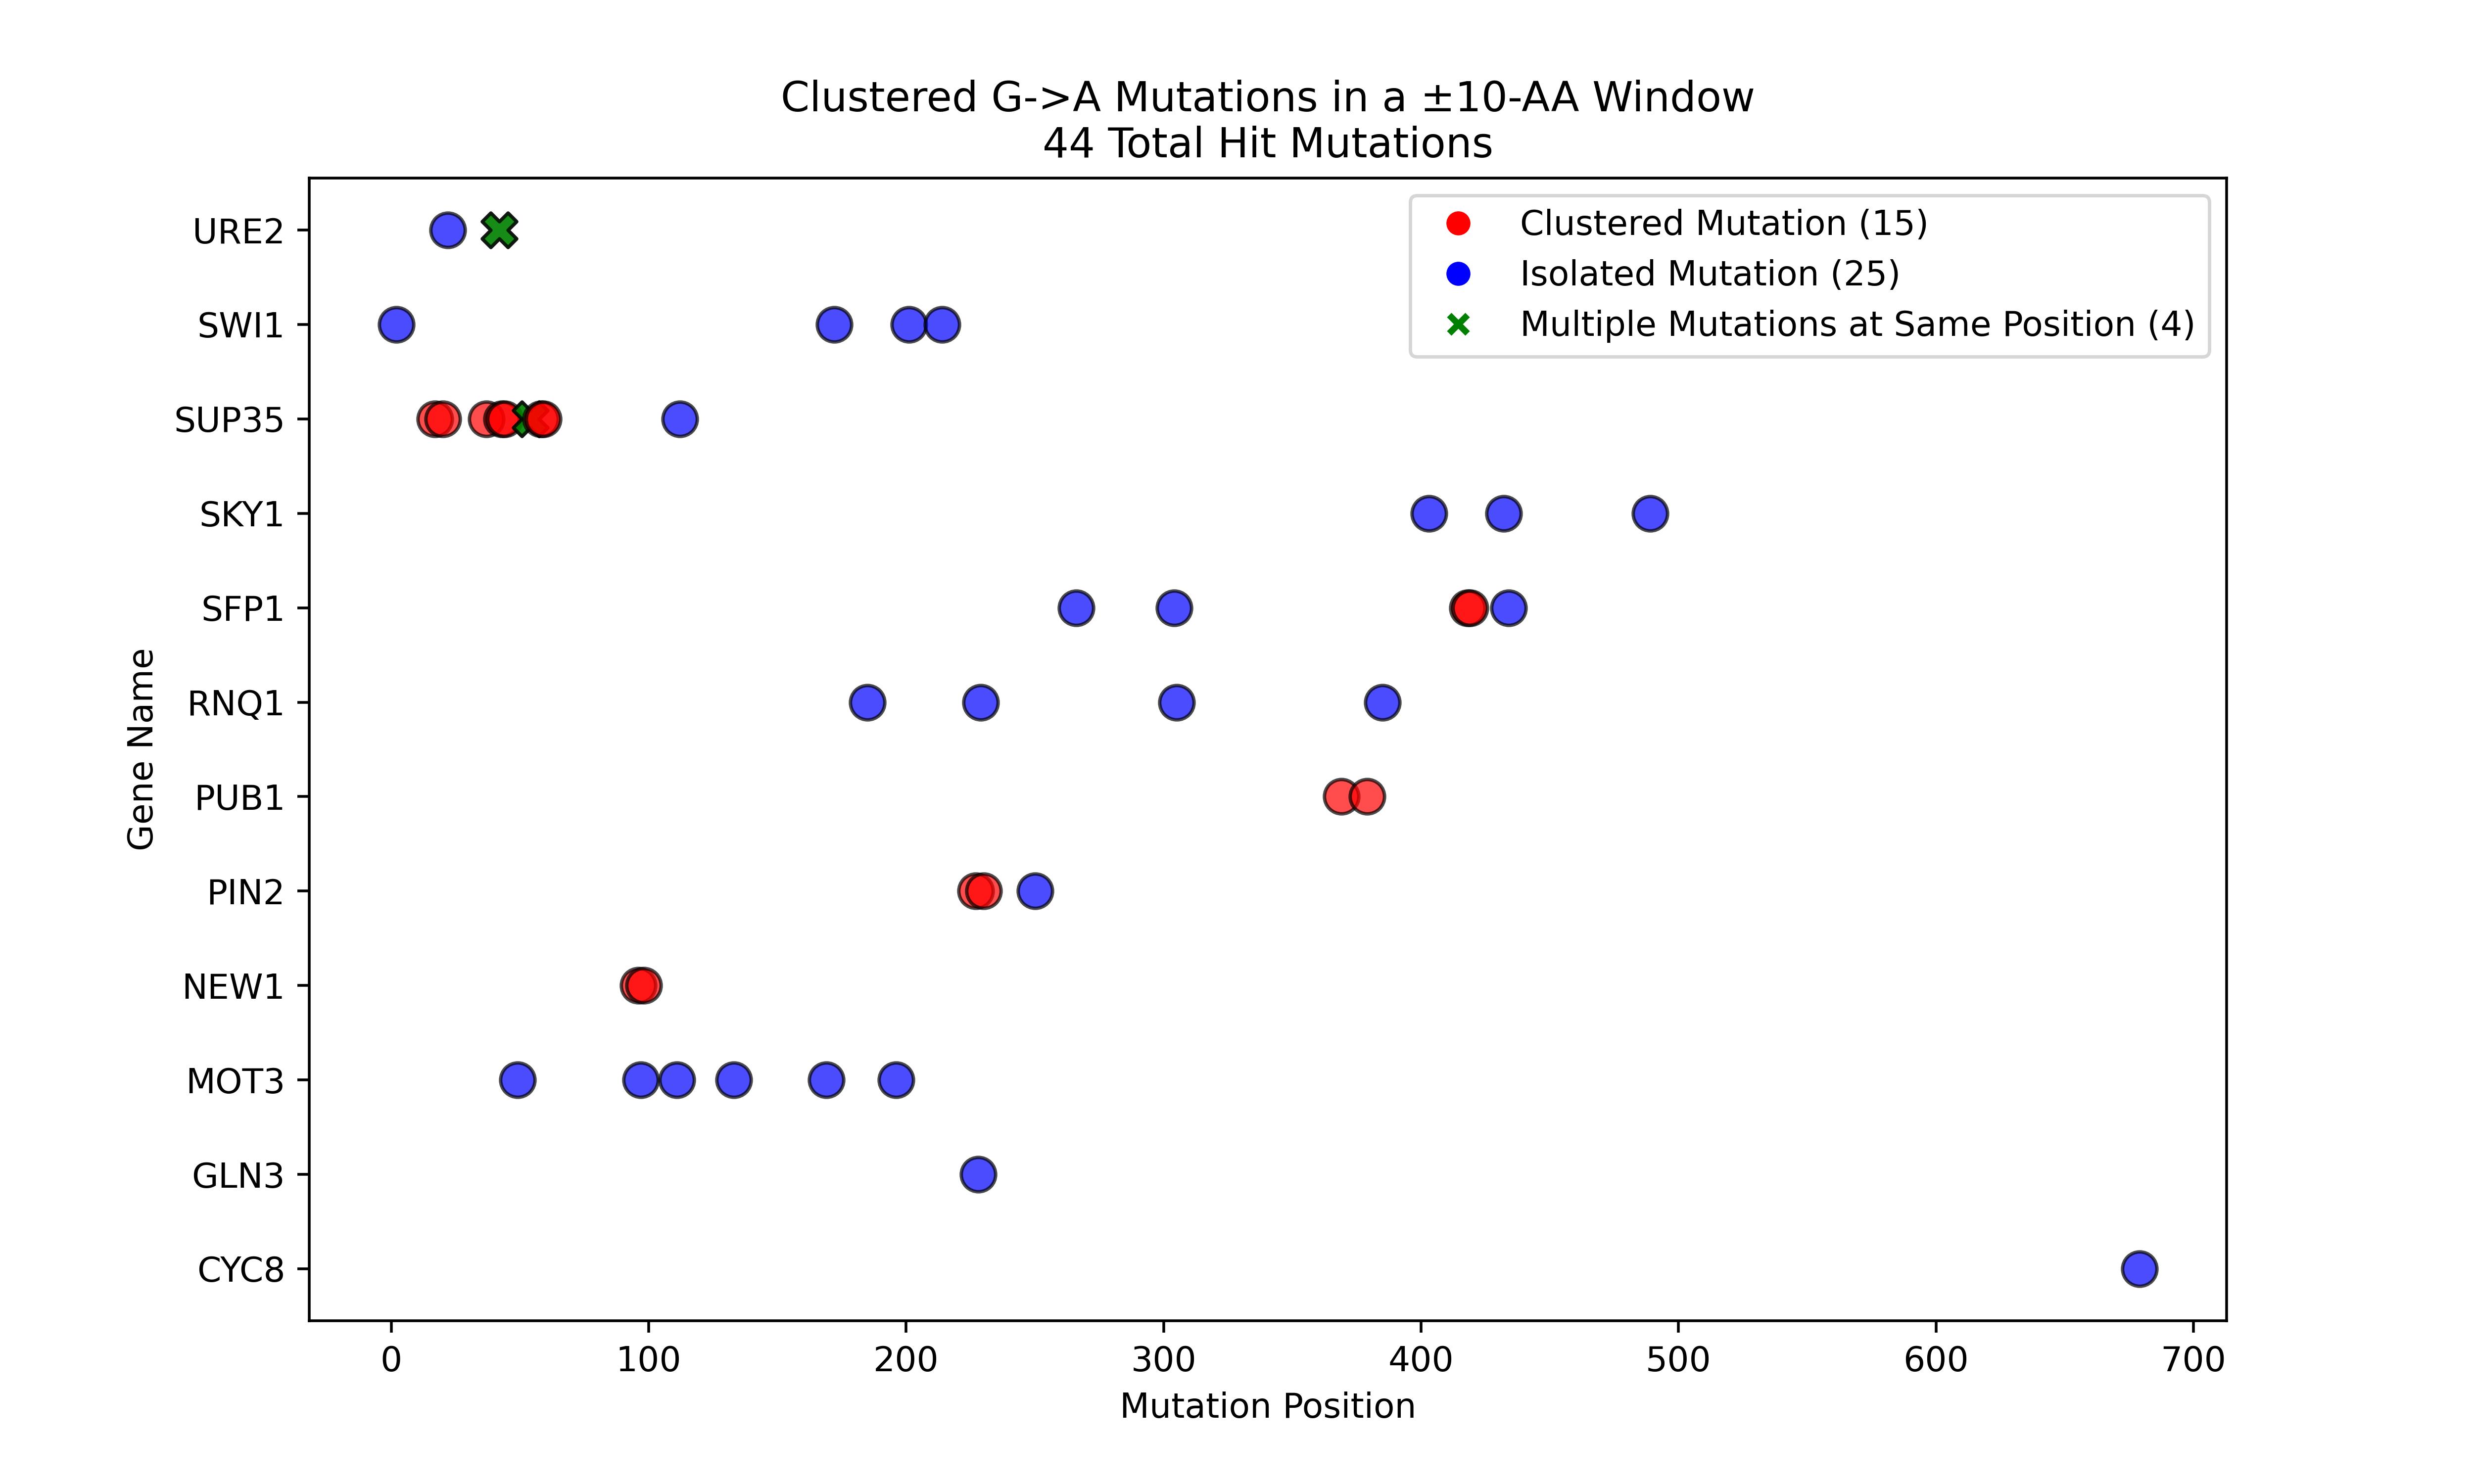 Clustered G->A Mutations in a ±10-AA Window
44 Total Hit Mutations
Clustered Mutation (15)
Isolated Mutation (25)
Multiple Mutations at Same Position (4)
Gene Name
URE2
SWI1
SUP35
SKY1
SFP1
RNQ1
PUB1
PIN2
NEW1
MOT3
GLN3
CYC8
0 100 200 300 400 500 600 700
Mutation Position